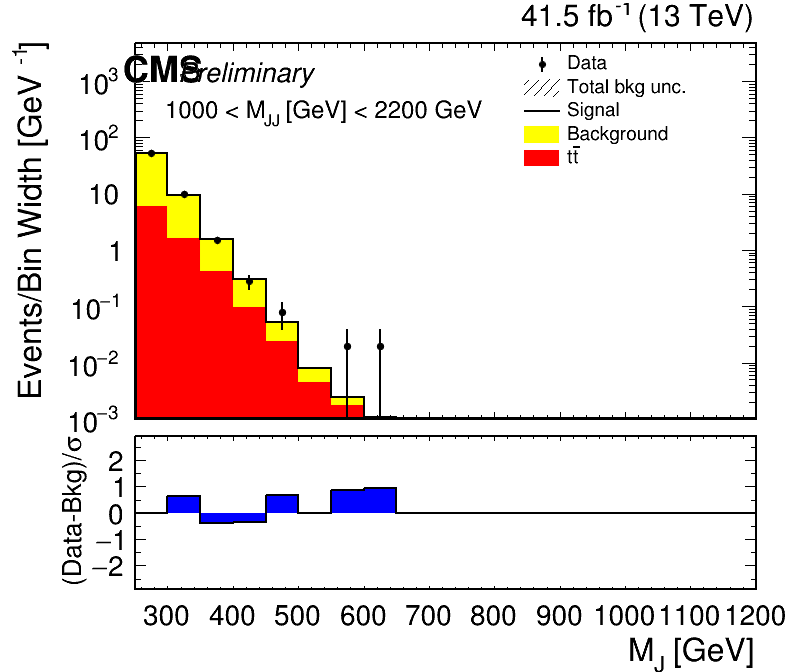 41.5 fb⁻¹ (13 TeV)
CMS Preliminary
1000 < M_JJ [GeV] < 2200 GeV
Data
Total bkg unc.
Signal
Background
tt̅
Events/Bin Width [GeV⁻¹]
10³
10²
10
1
10⁻¹
10⁻²
10⁻³
(Data-Bkg)/σ
2
1
0
−1
−2
300 400 500 600 700 800 900 1000 1100 1200
M_J [GeV]